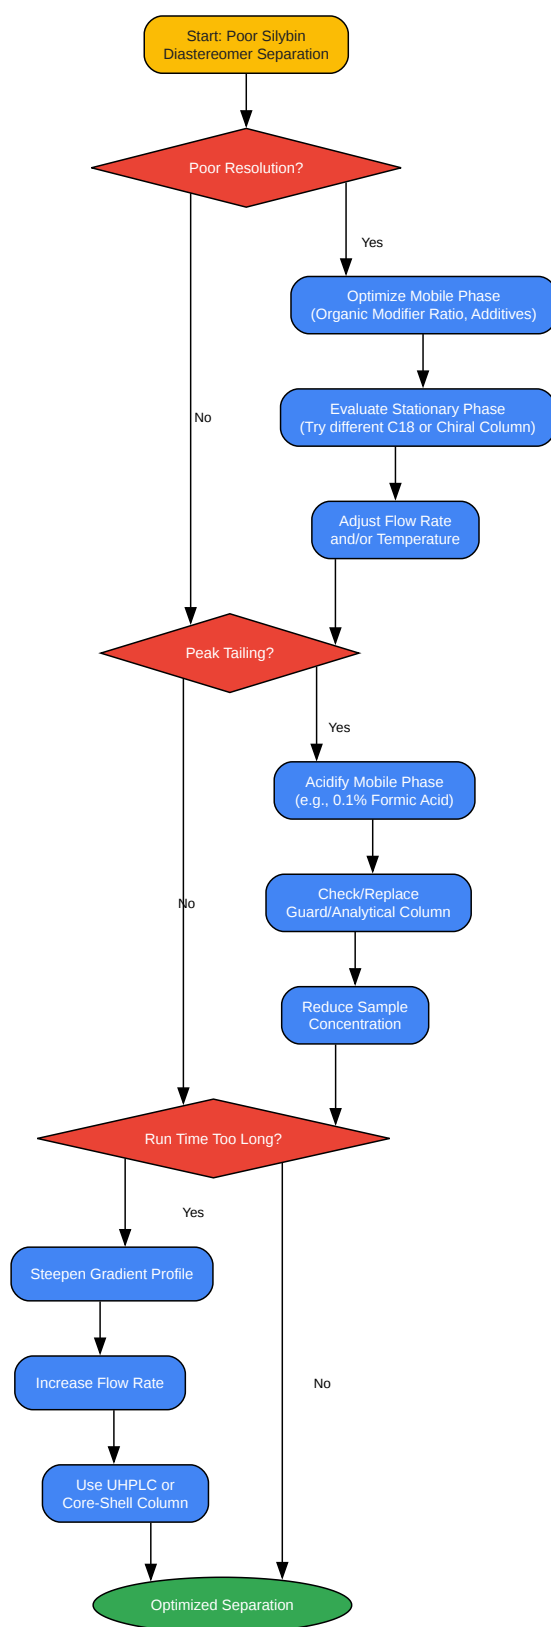 Start: Poor Silybin
Diastereomer Separation
Poor Resolution?
Yes
Optimize Mobile Phase
(Organic Modifier Ratio, Additives)
Evaluate Stationary Phase
(Try different C18 or Chiral Column)
No
Adjust Flow Rate
and/or Temperature
Peak Tailing?
Yes
Acidify Mobile Phase
(e.g., 0.1% Formic Acid)
Check/Replace
Guard/Analytical Column
No
Reduce Sample
Concentration
Run Time Too Long?
Yes
Steepen Gradient Profile
Increase Flow Rate
No
Use UHPLC or
Core-Shell Column
Optimized Separation